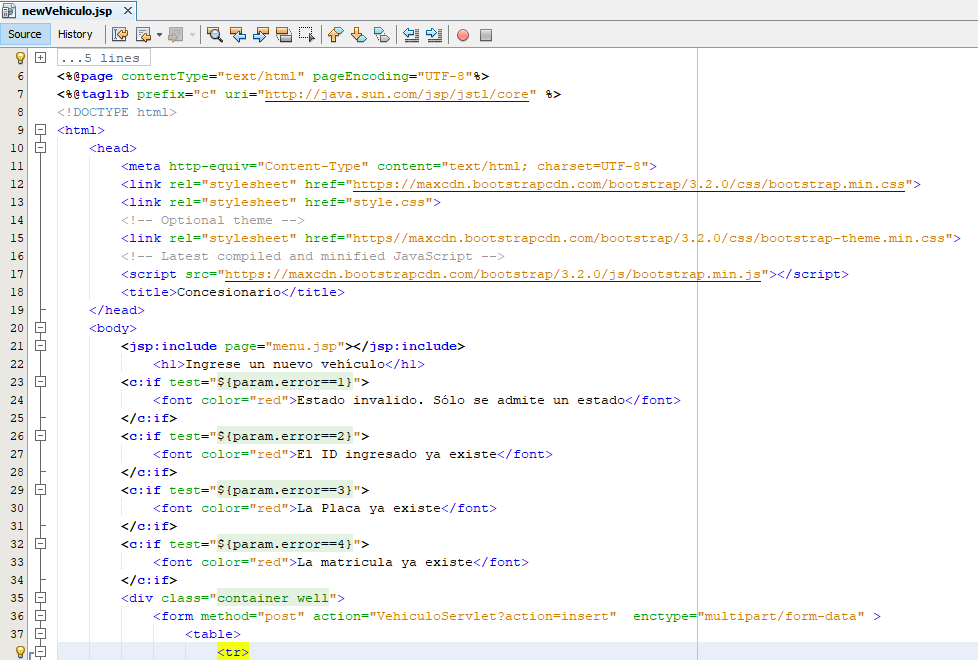 newVehiculo.jsp
Source History
...5 lines
6 <%@page contentType="text/html" pageEncoding="UTF-8"%>
7 <%@taglib prefix="c" uri="http://java.sun.com/jsp/jstl/core" %>
8 <!DOCTYPE html>
9 <html>
10 <head>
11 <meta http-equiv="Content-Type" content="text/html; charset=UTF-8">
12 <link rel="stylesheet" href="https://maxcdn.bootstrapcdn.com/bootstrap/3.2.0/css/bootstrap.min.css">
13 <link rel="stylesheet" href="style.css">
14 <!-- Optional theme -->
15 <link rel="stylesheet" href="https//maxcdn.bootstrapcdn.com/bootstrap/3.2.0/css/bootstrap-theme.min.css">
16 <!-- Latest compiled and minified JavaScript -->
17 <script src="https://maxcdn.bootstrapcdn.com/bootstrap/3.2.0/js/bootstrap.min.js"></script>
18 <title>Concesionario</title>
19 </head>
20 <body>
21 <jsp:include page="menu.jsp"></jsp:include>
22 <h1>Ingrese un nuevo vehículo</h1>
23 <c:if test="${param.error==1}">
24 <font color="red">Estado invalido. Sólo se admite un estado</font>
25 </c:if>
26 <c:if test="${param.error==2}">
27 <font color="red">El ID ingresado ya existe</font>
28 </c:if>
29 <c:if test="${param.error==3}">
30 <font color="red">La Placa ya existe</font>
31 </c:if>
32 <c:if test="${param.error==4}">
33 <font color="red">La matricula ya existe</font>
34 </c:if>
35 <div class="container well">
36 <form method="post" action="VehiculoServlet?action=insert" enctype="multipart/form-data" >
37 <table>
<tr>